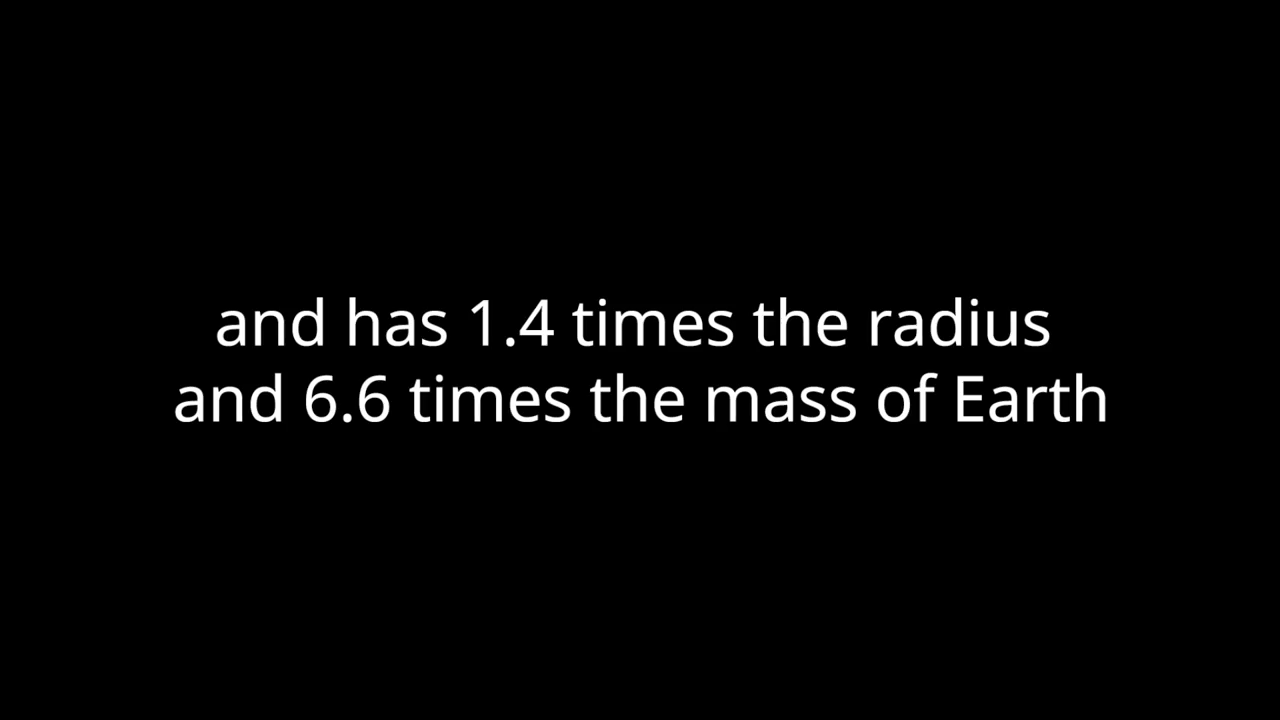 and has 1.4 times the radius
and 6.6 times the mass of Earth